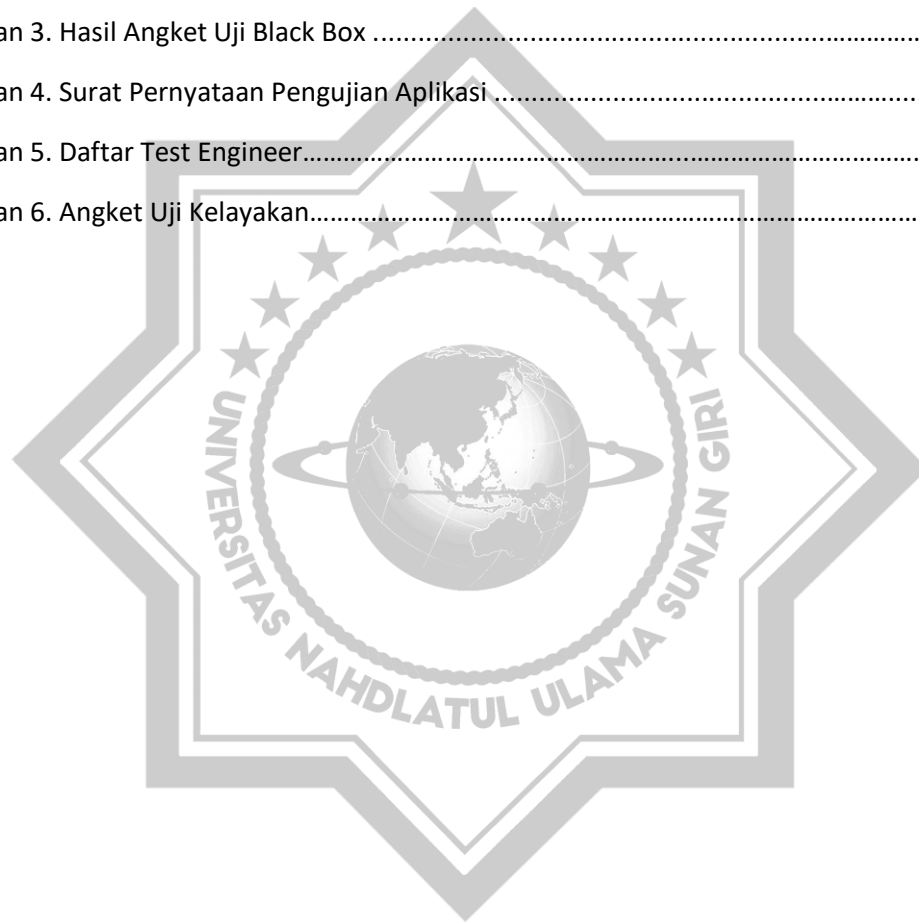 an 3. Hasil Angket Uji Black Box ........................................................................................
an 4. Surat Pernyataan Pengujian Aplikasi .....................................................................
an 5. Daftar Test Engineer..................................................................................................
an 6. Angket Uji Kelayakan.................................................................................................
UNIVERSITAS NAHDLATUL ULAMA SUNAN GIRI